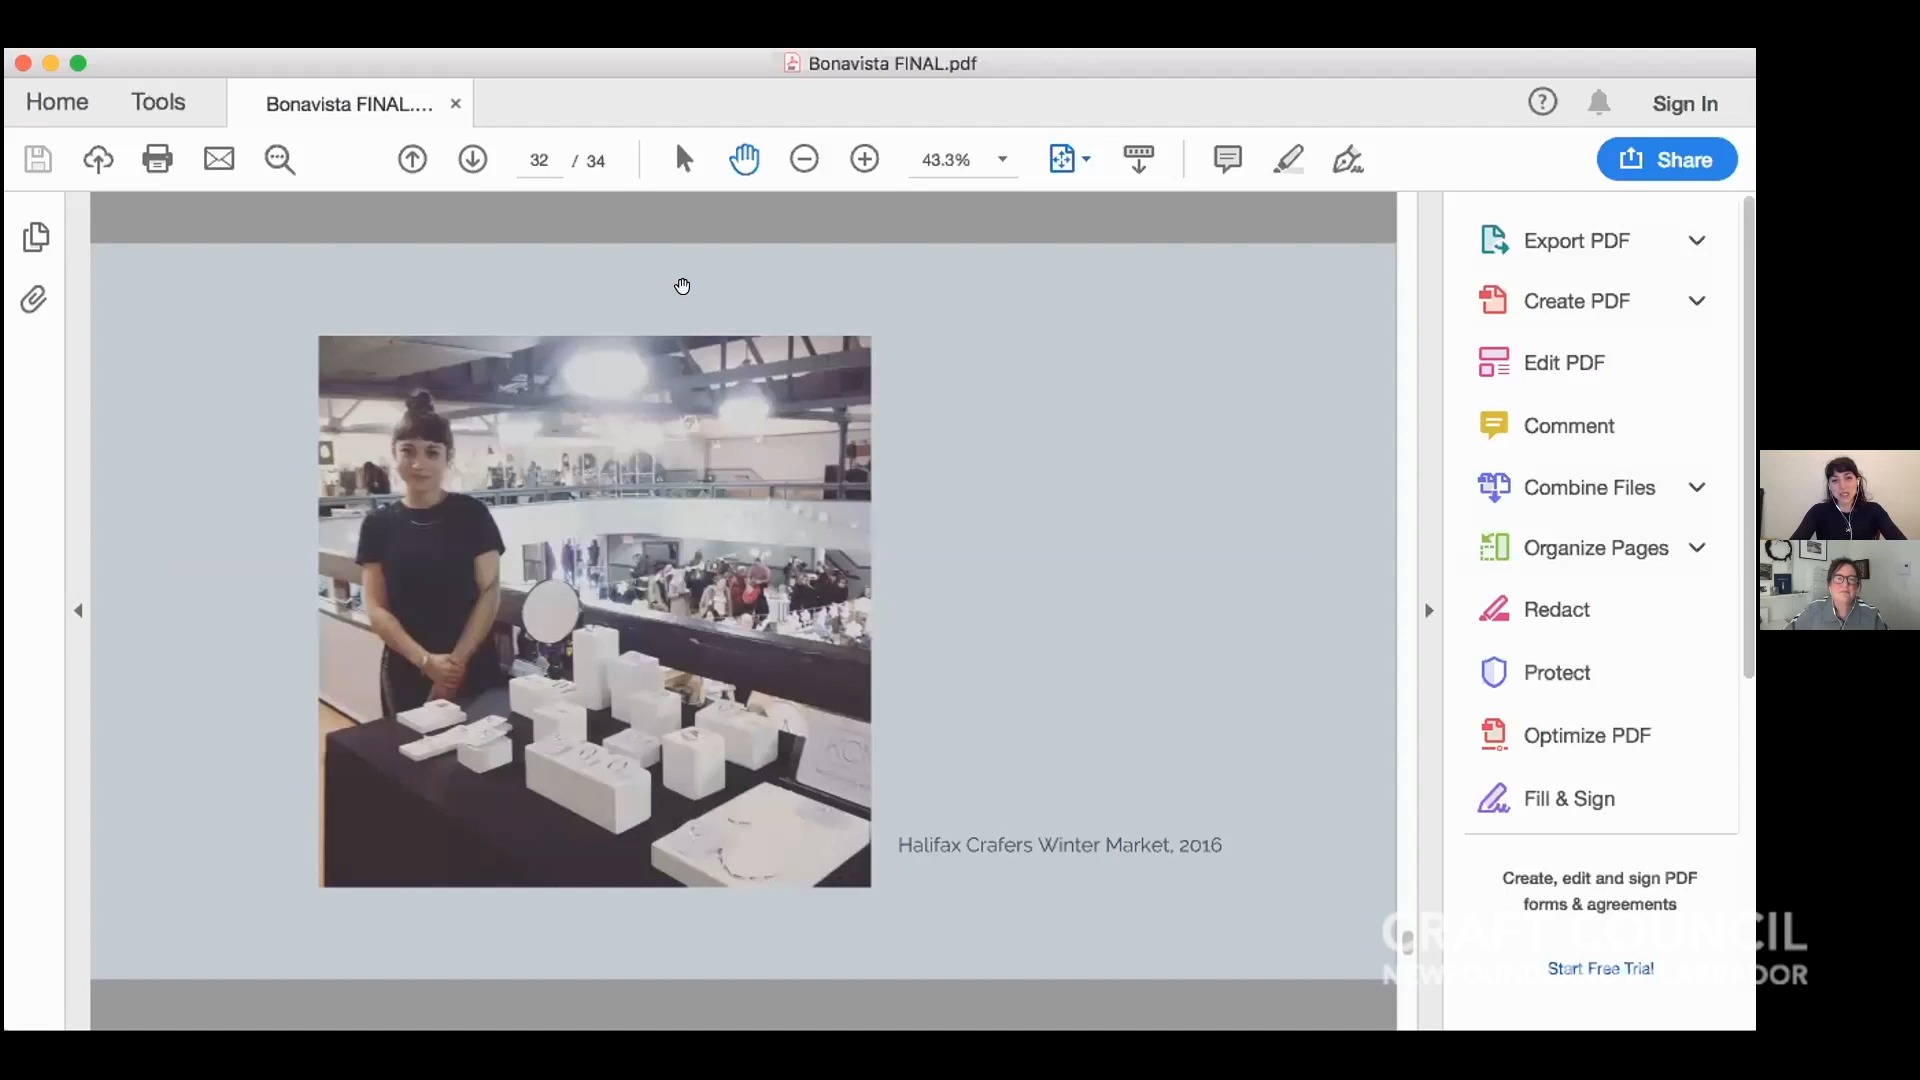 Bonavista FINAL.pdf
Home
Tools
Bonavista FINAL....
Sign In
32 / 34
43.3%
Share
Export PDF
Create PDF
Edit PDF
Comment
Combine Files
Organize Pages
Redact
Protect
Optimize PDF
Fill & Sign
Halifax Crafers Winter Market, 2016
Create, edit and sign PDF
forms & agreements
Start Free Trial
CRAFT COUNCIL